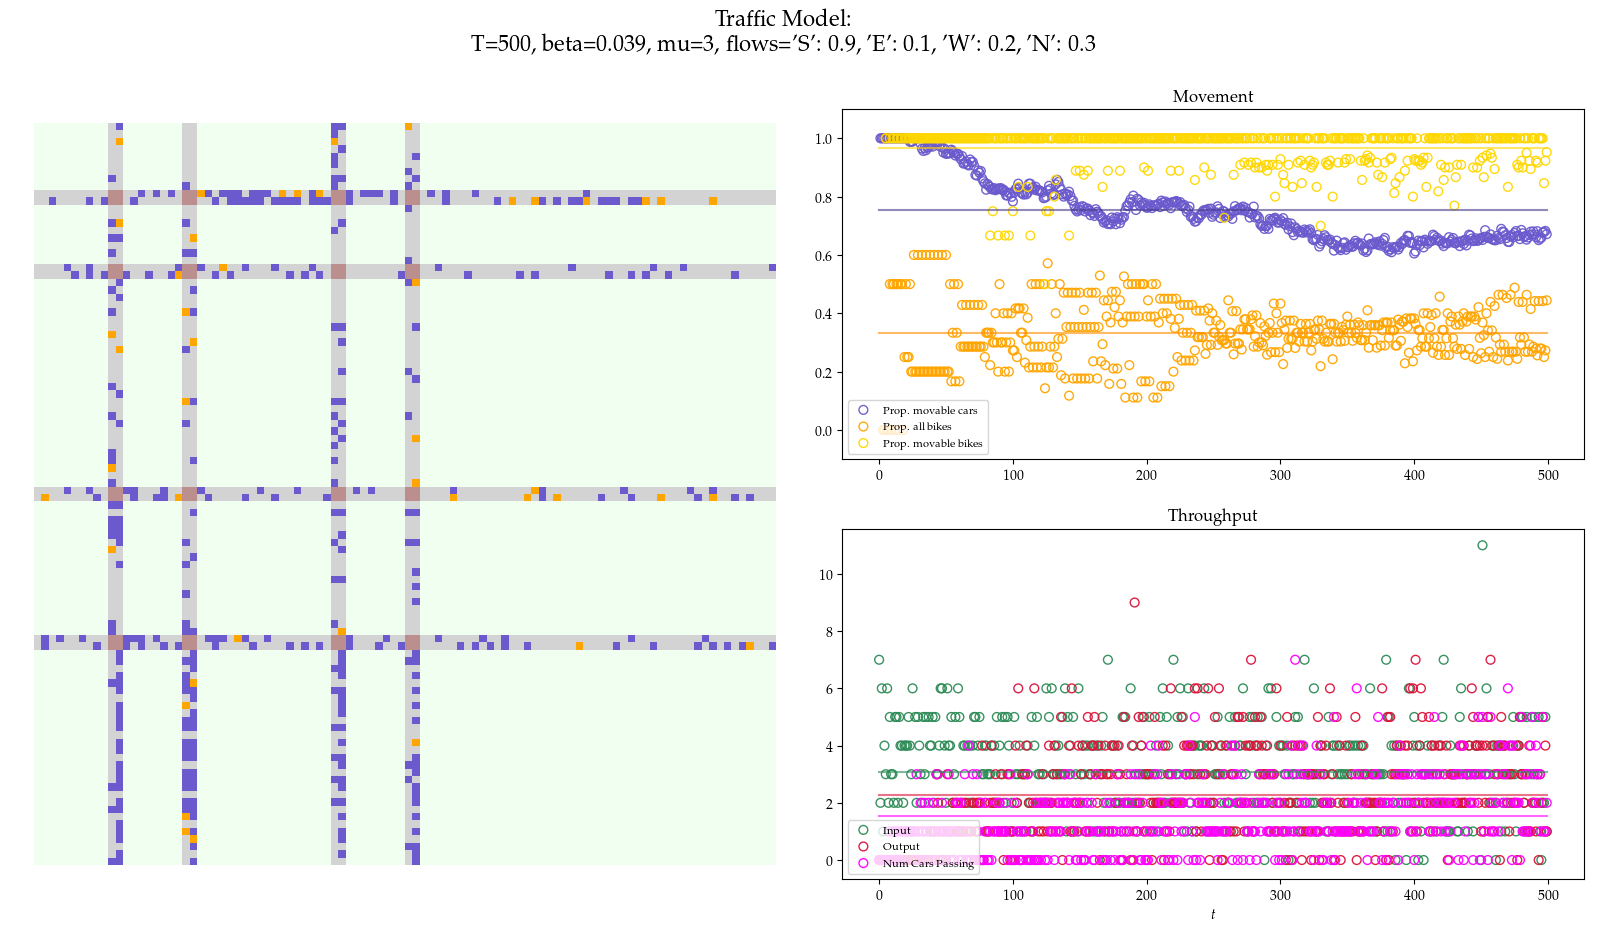 Traffic Model:
T=500, beta=0.039, mu=3, flows='S': 0.9, 'E': 0.1, 'W': 0.2, 'N': 0.3
Movement
1.0
0.8
0.6
0.4
0.2
0.0
Prop. movable cars
Prop. all bikes
Prop. movable bikes
0 100 200 300 400 500
Throughput
10
8
6
4
2
0
Input
Output
Num Cars Passing
0 100 200 300 400 500
t